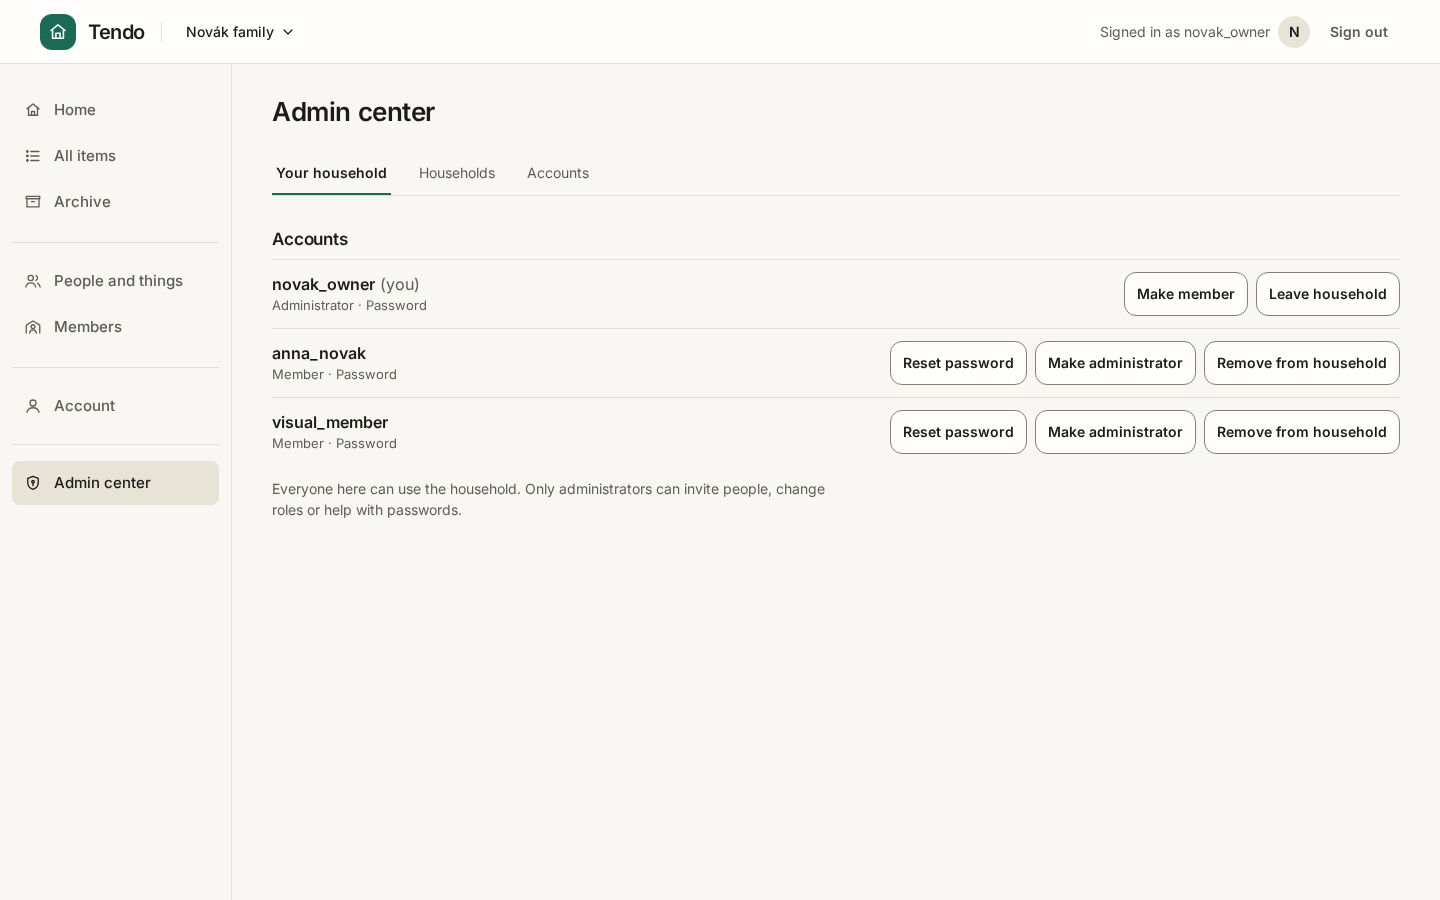 Tendo
Novák family
Signed in as novak_owner
N
Sign out
Home
All items
Archive
People and things
Members
Account
Admin center
Admin center
Your household
Households
Accounts
Accounts
novak_owner (you)
Administrator · Password
Make member
Leave household
anna_novak
Member · Password
Reset password
Make administrator
Remove from household
visual_member
Member · Password
Reset password
Make administrator
Remove from household
Everyone here can use the household. Only administrators can invite people, change
roles or help with passwords.